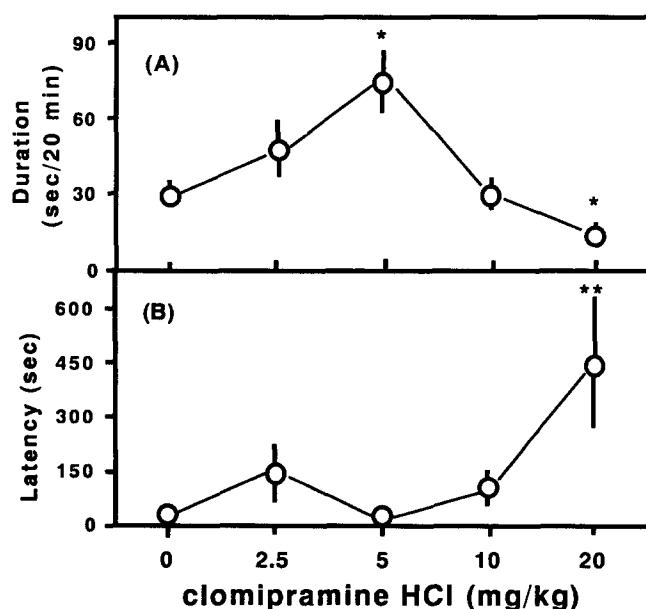 90
60
30
0
Duration
(sec/20 min)
(A)
*
*
600
450
300
150
0
Latency (sec)
(B)
**
0 2.5 5 10 20
clomipramine HCl (mg/kg)